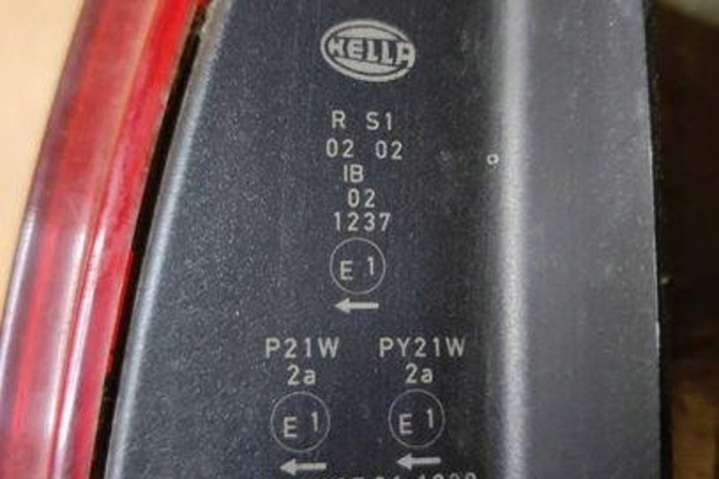 HELLA
R S1
02 02
IB
02
1237
E 1
P21W PY21W
2a 2a
E 1 E 1